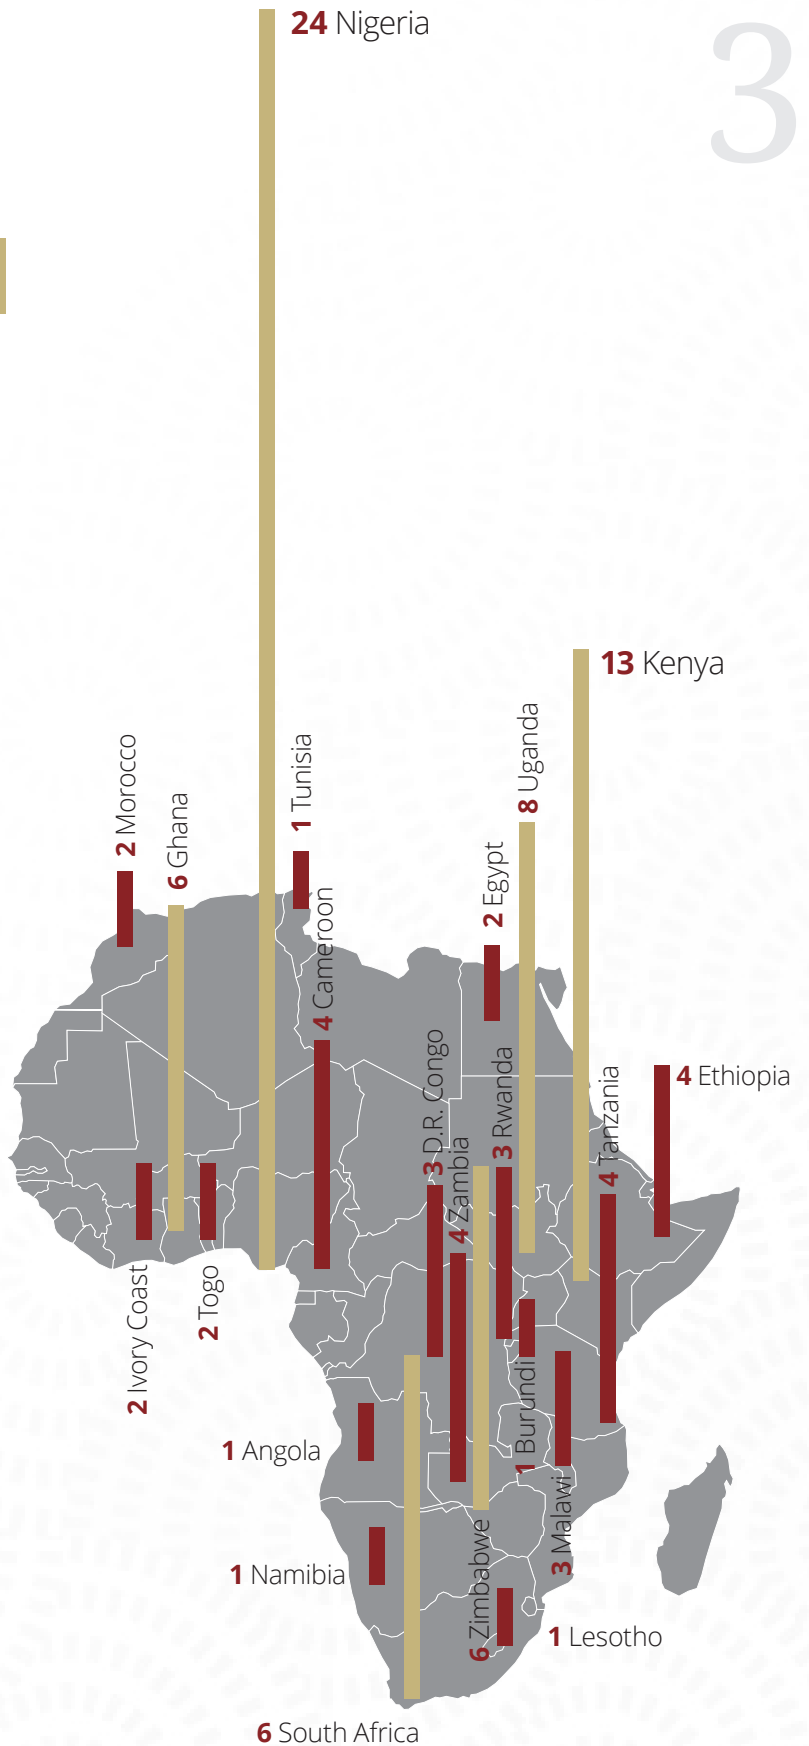 24 Nigeria
3
13 Kenya
8 Uganda
2 Morocco
1 Tunisia
6 Ghana
2 Egypt
4 Cameroon
3 D.R. Congo
3 Rwanda
4 Ethiopia
4 Tanzania
4 Zambia
2 Ivory Coast
2 Togo
1 Burundi
1 Angola
3 Malawi
1 Namibia
6 Zimbabwe
1 Lesotho
6 South Africa